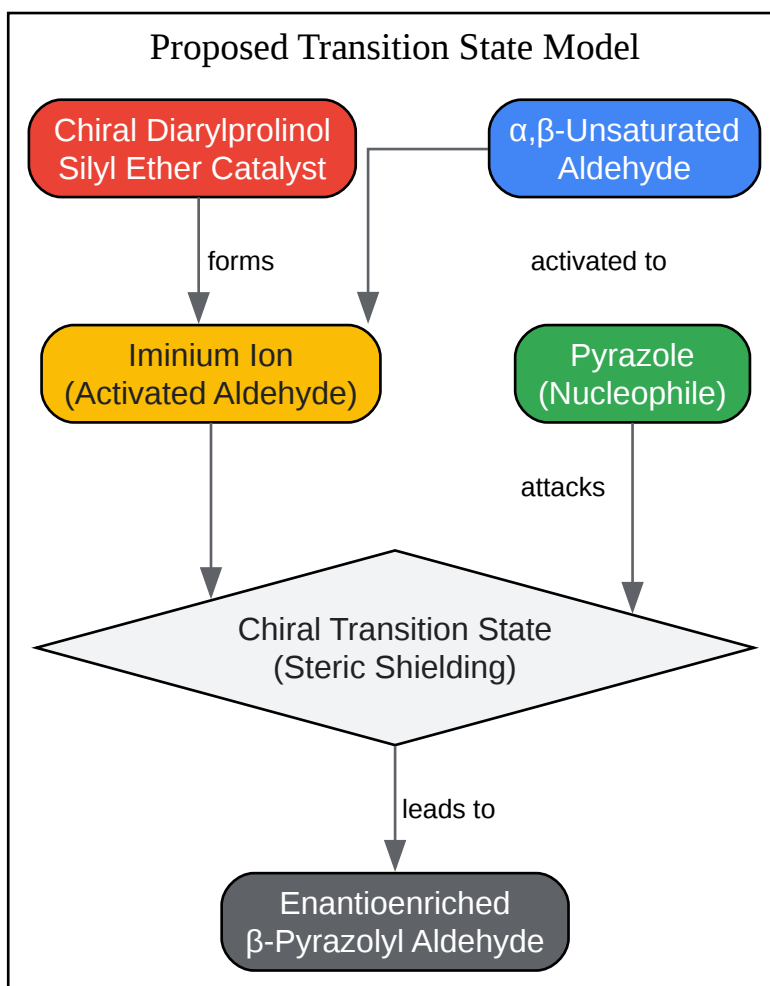 Proposed Transition State Model
Chiral Diarylprolinol
Silyl Ether Catalyst
α,β-Unsaturated
Aldehyde
forms
activated to
Iminium Ion
(Activated Aldehyde)
Pyrazole
(Nucleophile)
attacks
Chiral Transition State
(Steric Shielding)
leads to
Enantioenriched
β-Pyrazolyl Aldehyde